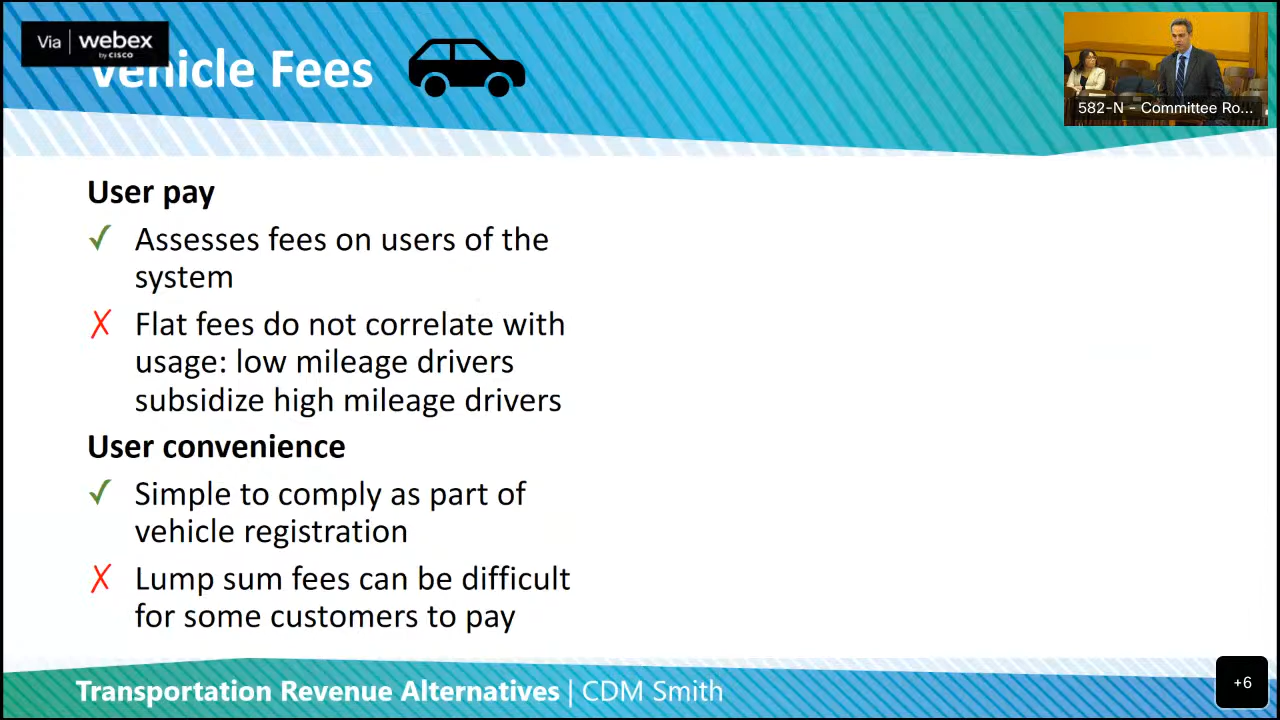 Via webex
by CISCO
Vehicle Fees
582-N - Committee Ro...
User pay
✓ Assesses fees on users of the
system
✗ Flat fees do not correlate with
usage: low mileage drivers
subsidize high mileage drivers
User convenience
✓ Simple to comply as part of
vehicle registration
✗ Lump sum fees can be difficult
for some customers to pay
Transportation Revenue Alternatives | CDM Smith
+6